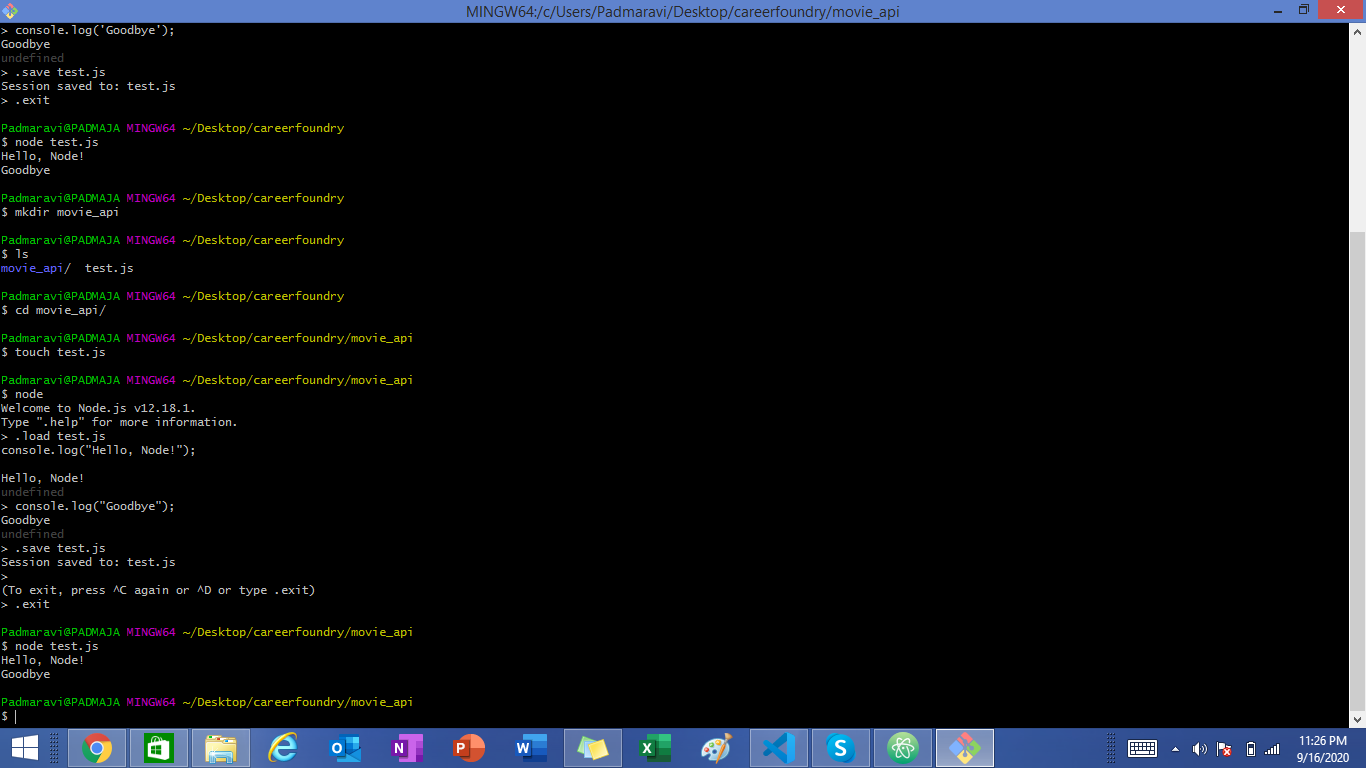 MINGW64:/c/Users/Padmaravi/Desktop/careerfoundry/movie_api
> console.log('Goodbye');
Goodbye
undefined
> .save test.js
Session saved to: test.js
> .exit
Padmaravi@PADMAJA MINGW64 ~/Desktop/careerfoundry
$ node test.js
Hello, Node!
Goodbye
Padmaravi@PADMAJA MINGW64 ~/Desktop/careerfoundry
$ mkdir movie_api
Padmaravi@PADMAJA MINGW64 ~/Desktop/careerfoundry
$ ls
movie_api/  test.js
Padmaravi@PADMAJA MINGW64 ~/Desktop/careerfoundry
$ cd movie_api/
Padmaravi@PADMAJA MINGW64 ~/Desktop/careerfoundry/movie_api
$ touch test.js
Padmaravi@PADMAJA MINGW64 ~/Desktop/careerfoundry/movie_api
$ node
Welcome to Node.js v12.18.1.
Type ".help" for more information.
> .load test.js
console.log("Hello, Node!");
Hello, Node!
undefined
> console.log("Goodbye");
Goodbye
undefined
> .save test.js
Session saved to: test.js
>
(To exit, press ^C again or ^D or type .exit)
> .exit
Padmaravi@PADMAJA MINGW64 ~/Desktop/careerfoundry/movie_api
$ node test.js
Hello, Node!
Goodbye
Padmaravi@PADMAJA MINGW64 ~/Desktop/careerfoundry/movie_api
$
11:26 PM
9/16/2020